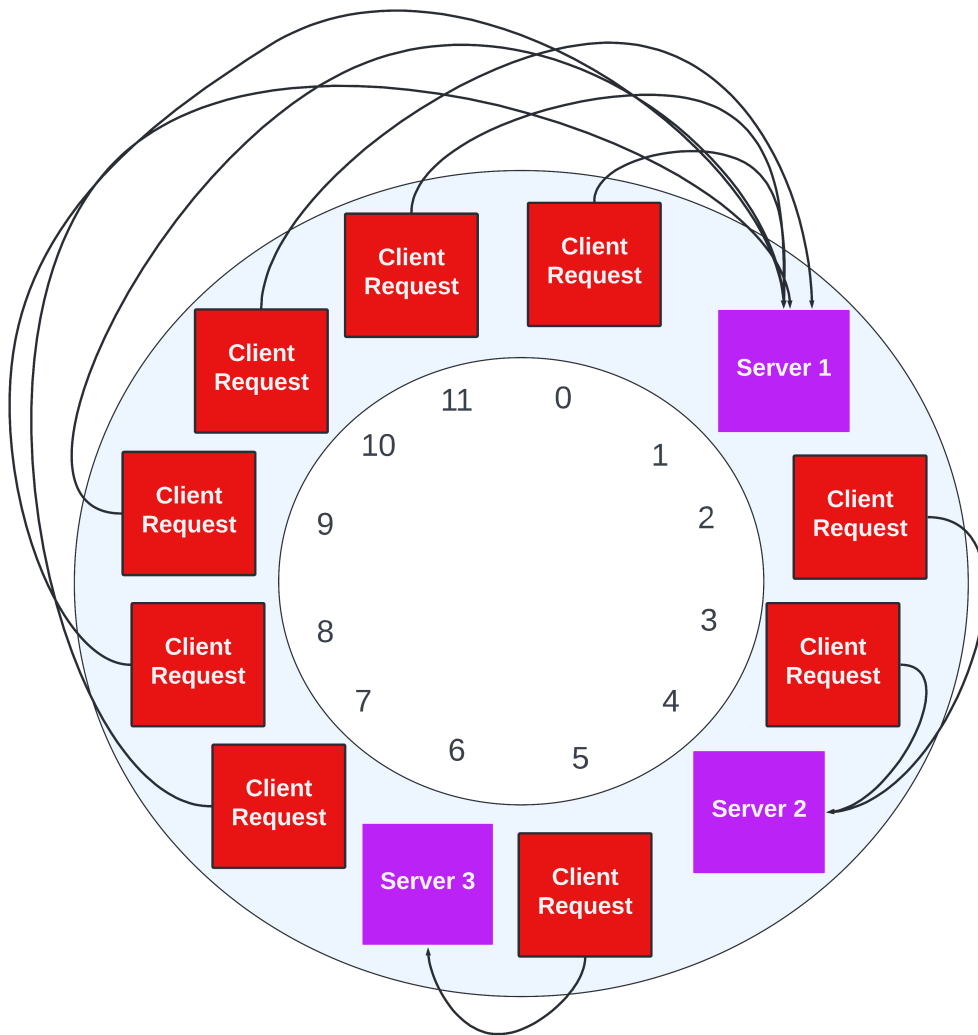 Client
Request
Client
Request
Client
Request
Server 1
0
11
1
10
2
9
Client
Request
Client
Request
3
8
Client
Request
Client
Request
4
7
6
5
Client
Request
Server 2
Server 3
Client
Request